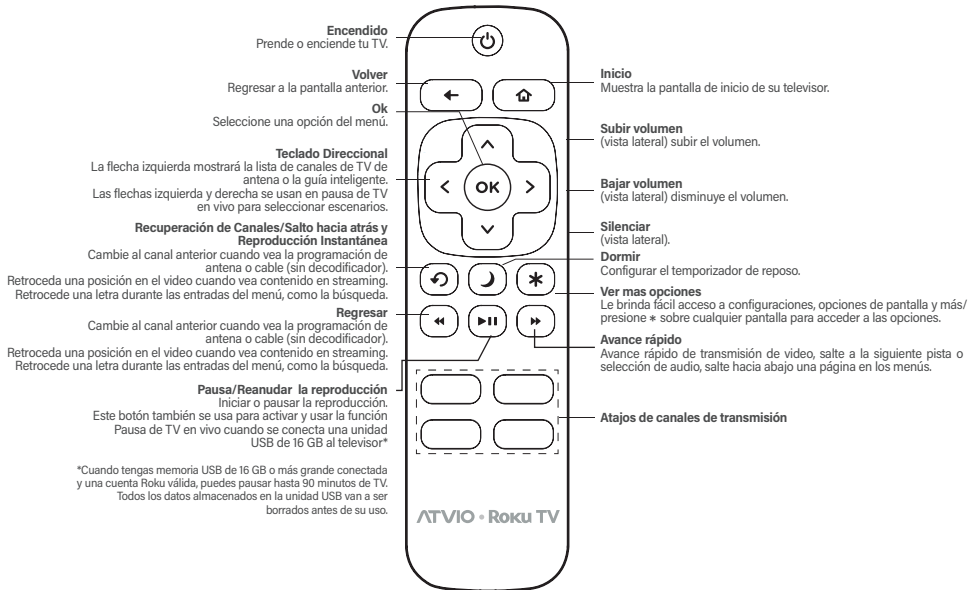 Encendido
Prende o enciende tu TV.
Volver
Regresar a la pantalla anterior.
Ok
Seleccione una opción del menú.
Teclado Direccional
La flecha izquierda mostrará la lista de canales de TV de
antena o la guía inteligente.
Las flechas izquierda y derecha se usan en pausa de TV
en vivo para seleccionar escenarios.
Recuperación de Canales/Salto hacia atrás y
Reproducción Instantánea
Cambie al canal anterior cuando vea la programación de
antena o cable (sin decodificador).
Retroceda una posición en el video cuando vea contenido en streaming.
Retrocede una letra durante las entradas del menú, como la búsqueda.
Regresar
Cambie al canal anterior cuando vea la programación de
antena o cable (sin decodificador).
Retroceda una posición en el video cuando vea contenido en streaming.
Retrocede una letra durante las entradas del menú, como la búsqueda.
Pausa/Reanudar la reproducción
Iniciar o pausar la reproducción.
Este botón también se usa para activar y usar la función
Pausa de TV en vivo cuando se conecta una unidad
USB de 16 GB al televisor*
*Cuando tengas memoria USB de 16 GB o más grande conectada
y una cuenta Roku válida, puedes pausar hasta 90 minutos de TV.
Todos los datos almacenados en la unidad USB van a ser
borrados antes de su uso.
OK
ATVIO • Roku TV
Inicio
Muestra la pantalla de inicio de su televisor.
Subir volumen
(vista lateral) subir el volumen.
Bajar volumen
(vista lateral) disminuye el volumen.
Silenciar
(vista lateral).
Dormir
Configurar el temporizador de reposo.
Ver mas opciones
Le brinda fácil acceso a configuraciones, opciones de pantalla y más/
presione * sobre cualquier pantalla para acceder a las opciones.
Avance rápido
Avance rápido de transmisión de video, salte a la siguiente pista o
selección de audio, salte hacia abajo una página en los menús.
Atajos de canales de transmisión